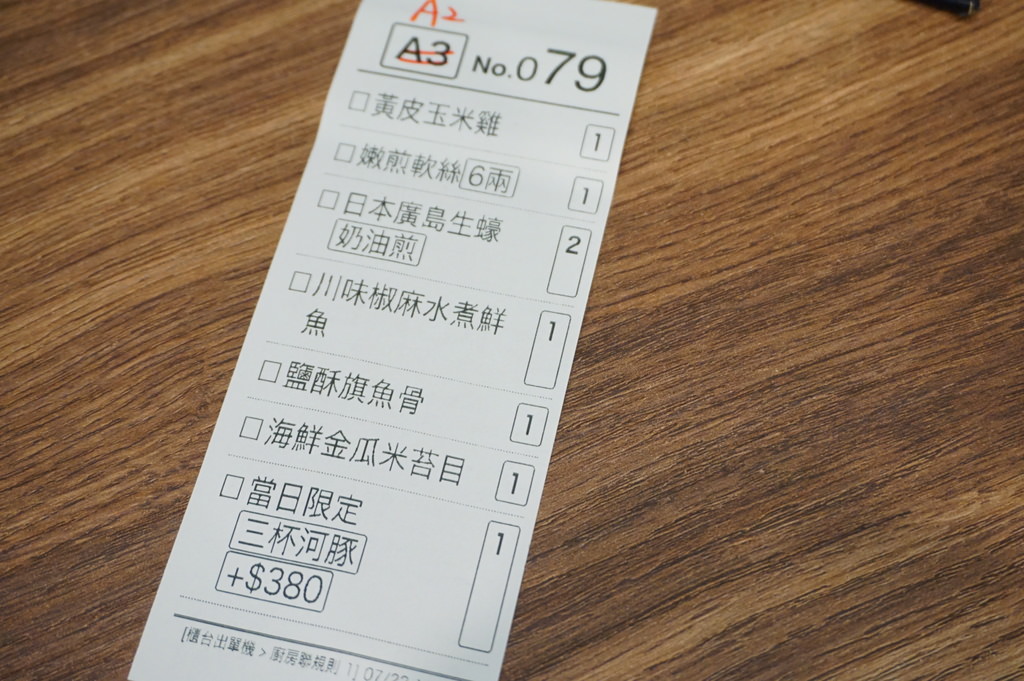 A2
A3 No.079
□黃皮玉米雞 1
□嫩煎軟絲 6兩 1
□日本廣島生蠔 2
奶油煎
□川味椒麻水煮鮮 1
魚
□鹽酥旗魚骨 1
□海鮮金瓜米苔目 1
□當日限定 1
三杯河豚
+$380
[櫃台出單機 > 廚房聯規則 1] 07/22